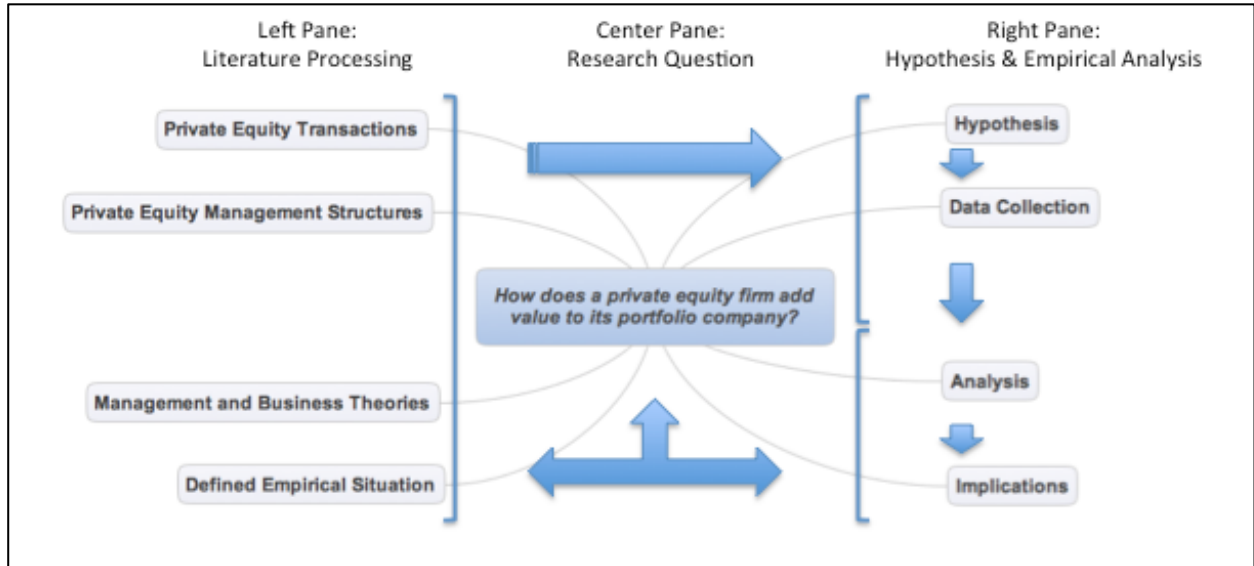 Left Pane:
Literature Processing
Center Pane:
Research Question
Right Pane:
Hypothesis & Empirical Analysis
Private Equity Transactions
Private Equity Management Structures
Management and Business Theories
Defined Empirical Situation
How does a private equity firm add
value to its portfolio company?
Hypothesis
Data Collection
Analysis
Implications